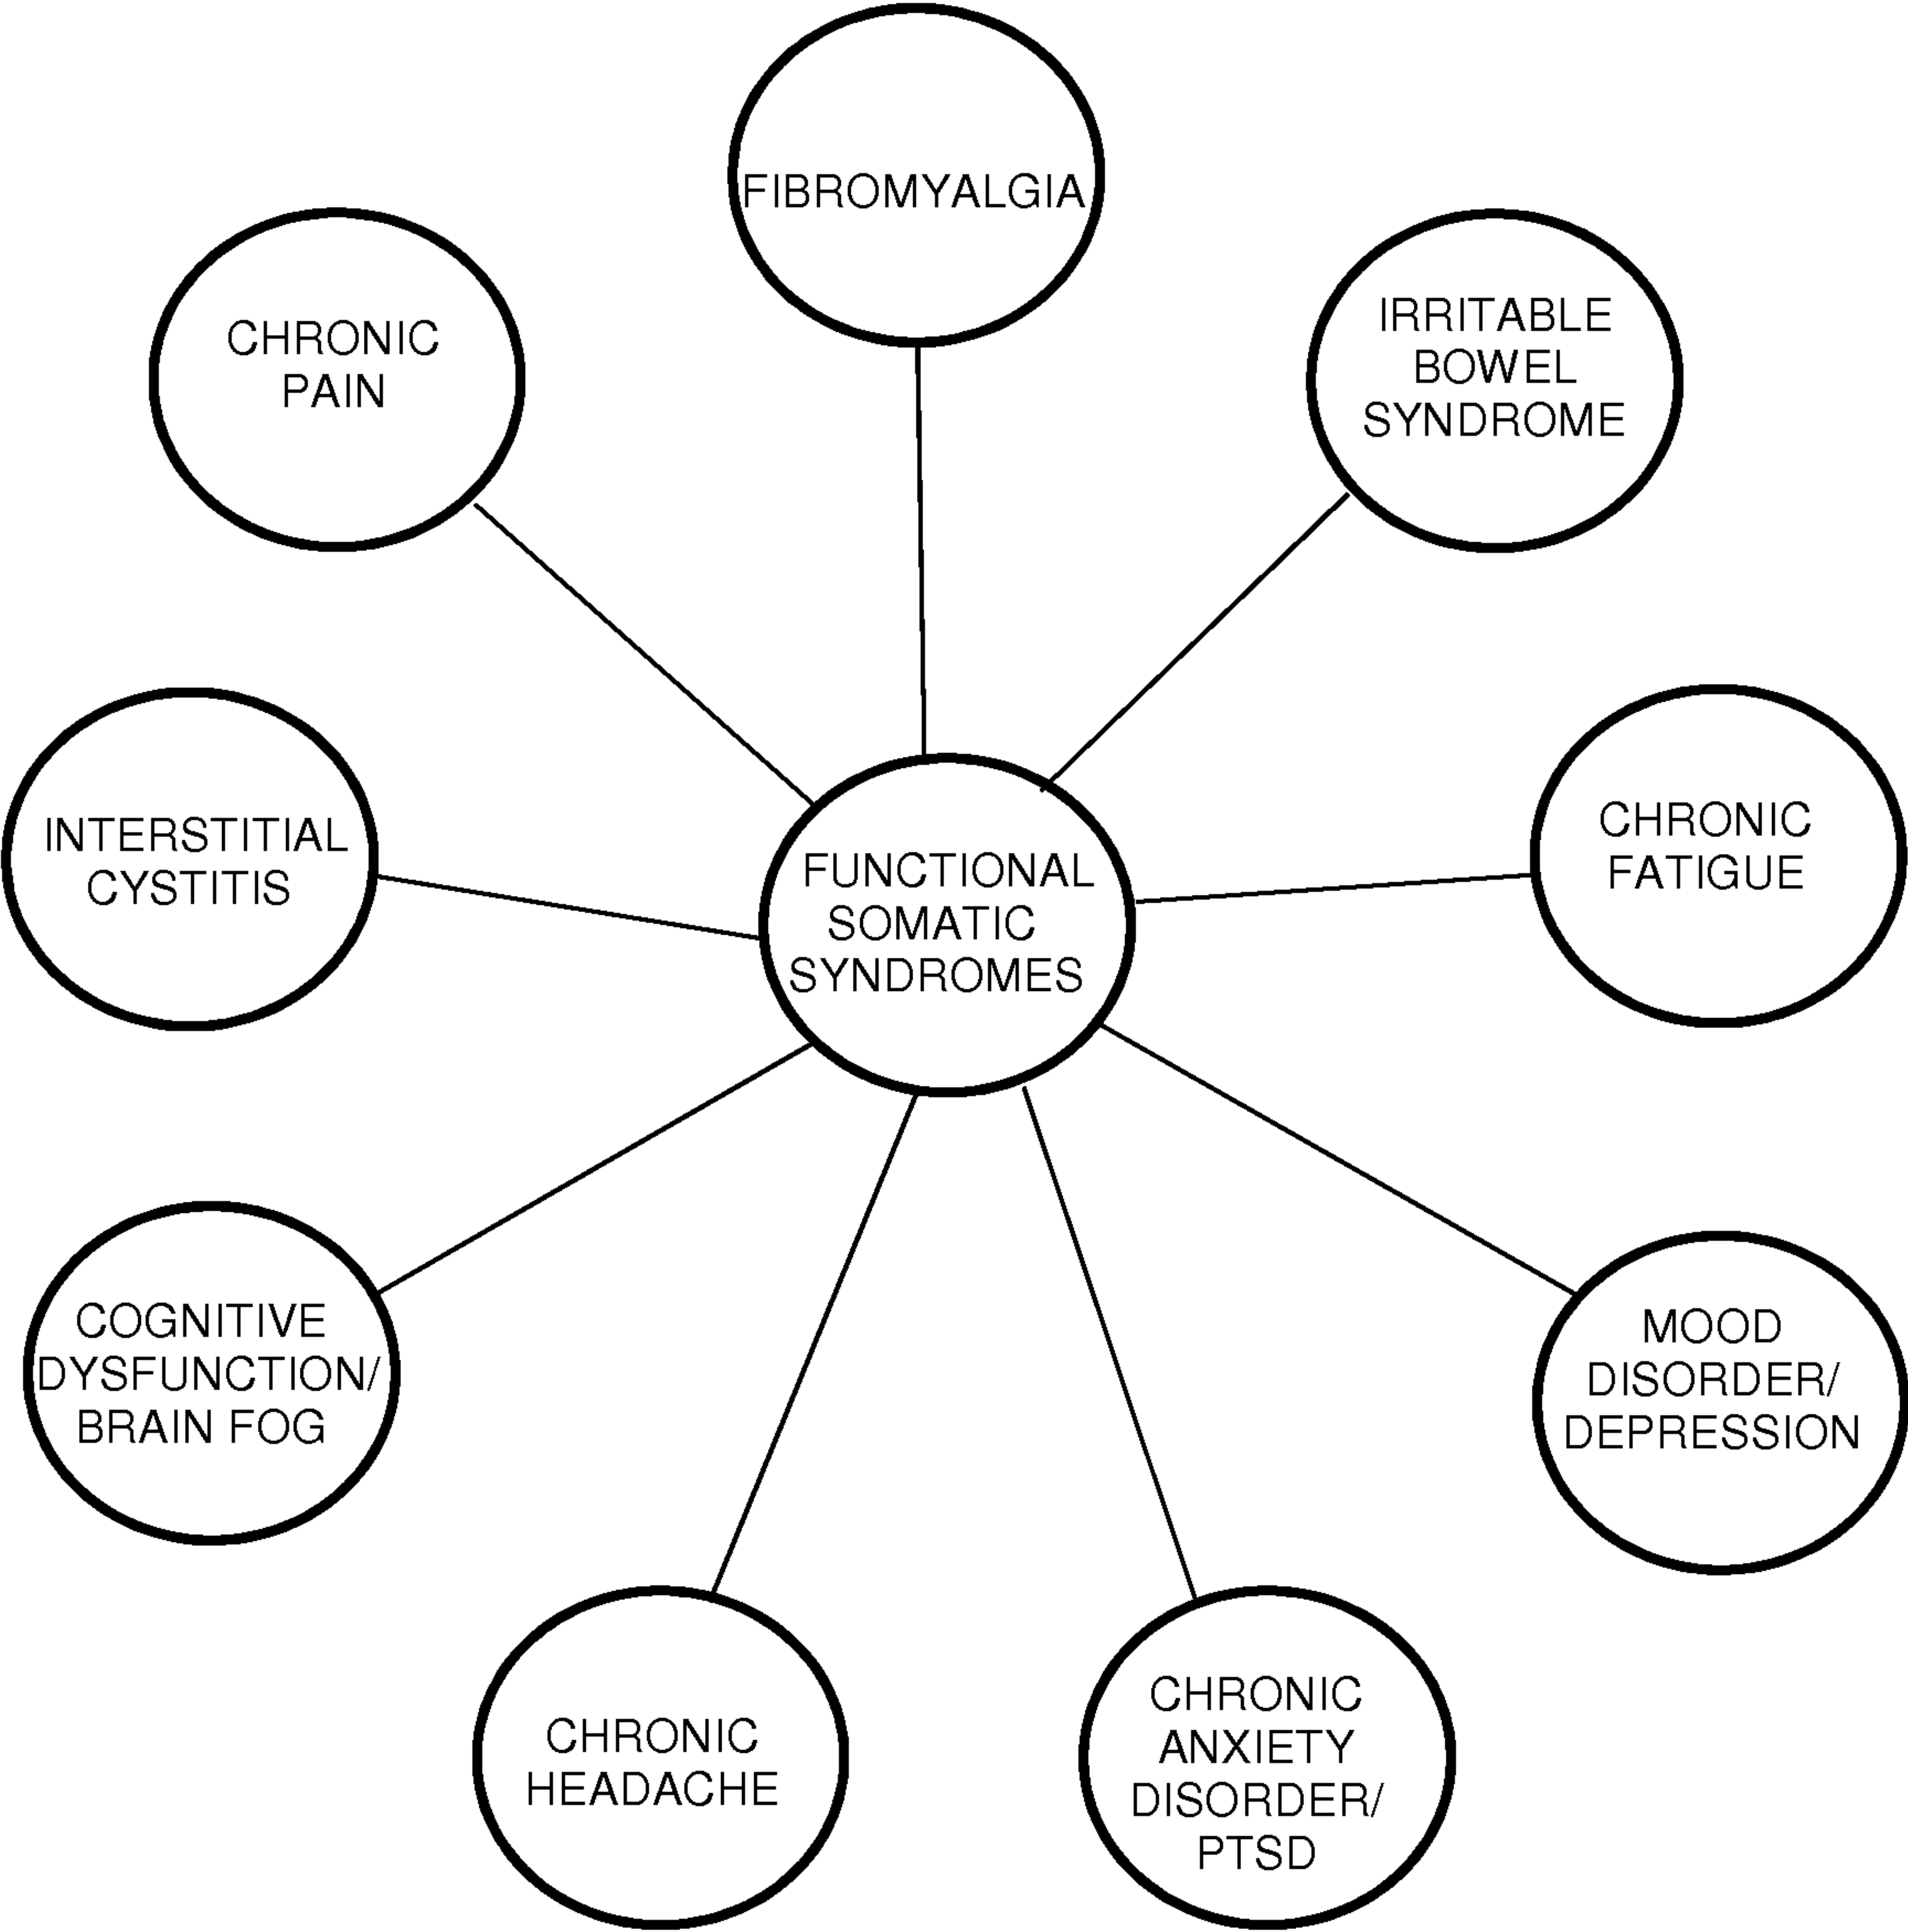 FIBROMYALGIA
CHRONIC
PAIN
IRRITABLE
BOWEL
SYNDROME
INTERSTITIAL
CYSTITIS
FUNCTIONAL
SOMATIC
SYNDROMES
CHRONIC
FATIGUE
COGNITIVE
DYSFUNCTION/
BRAIN FOG
MOOD
DISORDER/
DEPRESSION
CHRONIC
HEADACHE
CHRONIC
ANXIETY
DISORDER/
PTSD